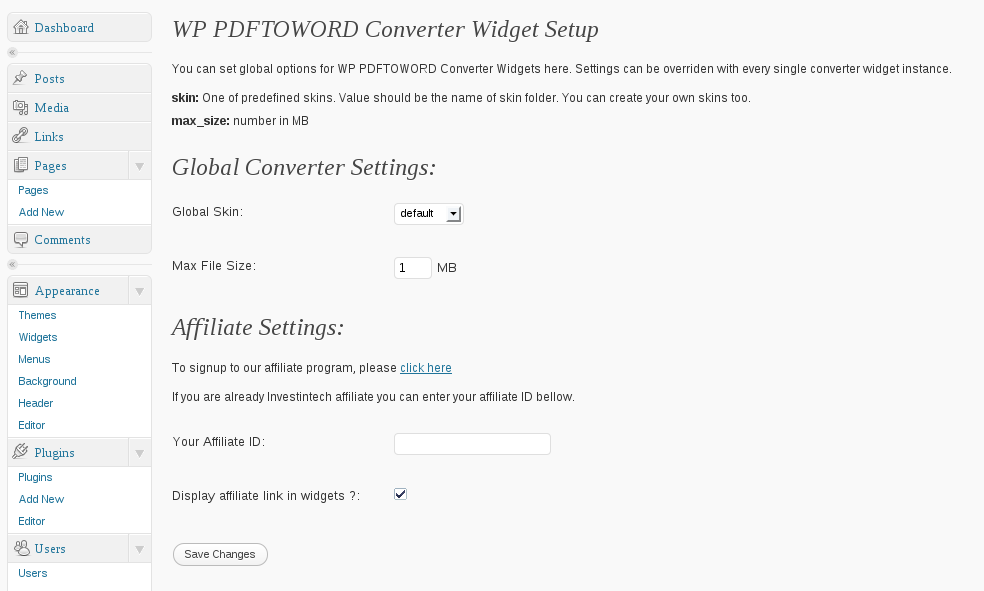 Dashboard
Posts
Media
Links
Pages
Pages
Add New
Comments
Appearance
Themes
Widgets
Menus
Background
Header
Editor
Plugins
Plugins
Add New
Editor
Users
Users
WP PDFTOWORD Converter Widget Setup
You can set global options for WP PDFTOWORD Converter Widgets here. Settings can be overriden with every single converter widget instance.
skin: One of predefined skins. Value should be the name of skin folder. You can create your own skins too.
max_size: number in MB
Global Converter Settings:
Global Skin: default
Max File Size: 1 MB
Affiliate Settings:
To signup to our affiliate program, please click here
If you are already Investintech affiliate you can enter your affiliate ID bellow.
Your Affiliate ID:
Display affiliate link in widgets ?:
Save Changes